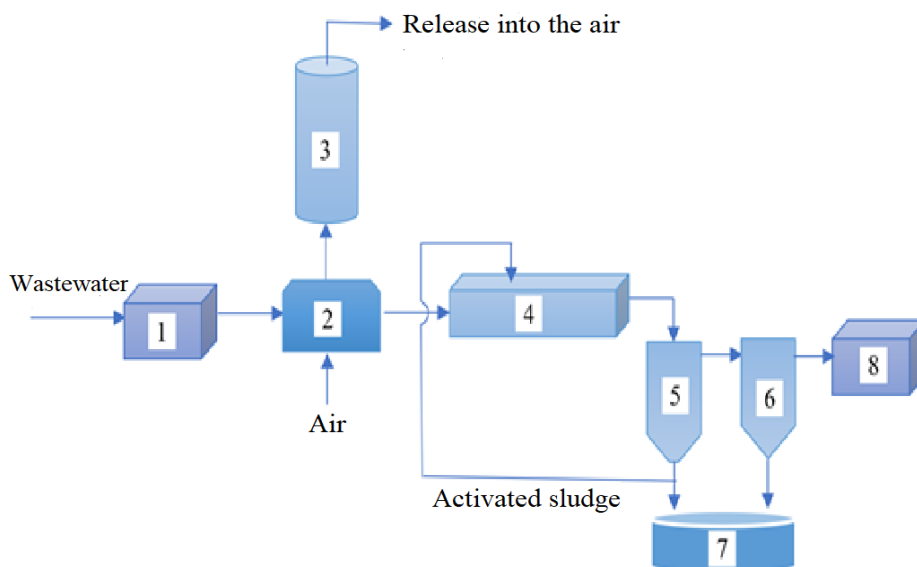 Release into the air
3
Wastewater
1
2
4
8
5
6
Air
Activated sludge
7